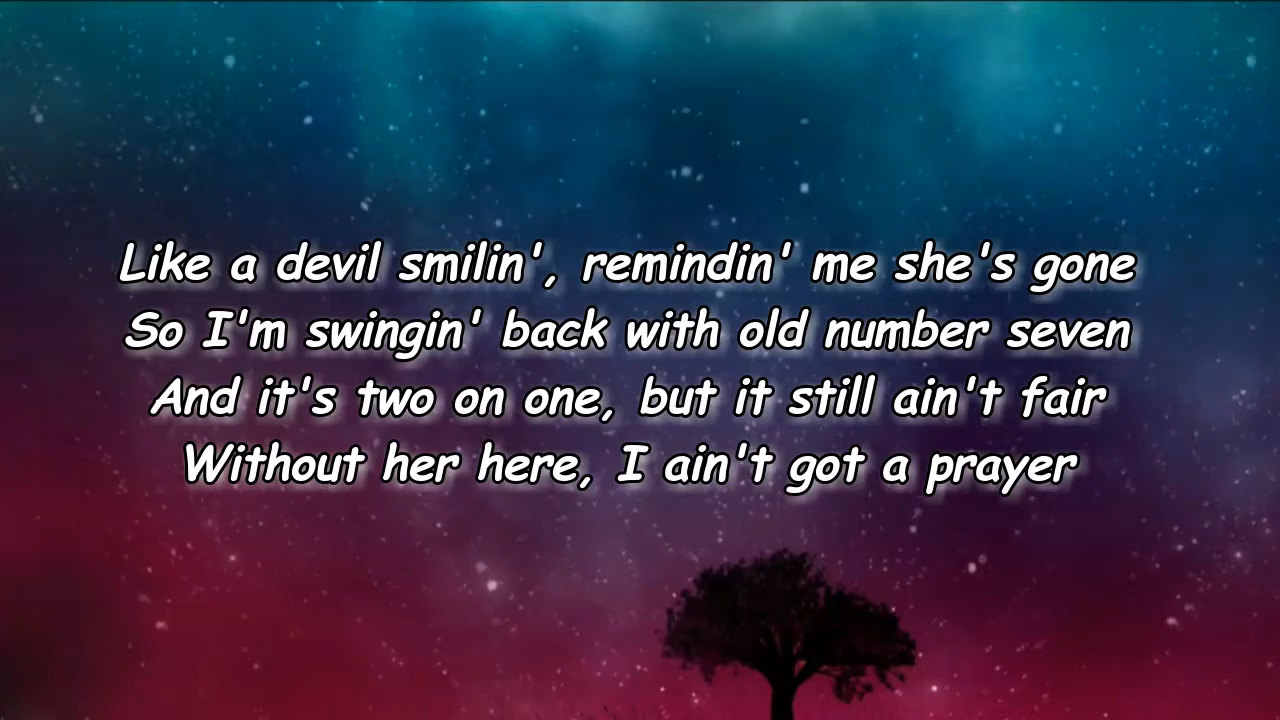 Like a devil smilin', remindin' me she's gone
So I'm swingin' back with old number seven
And it's two on one, but it still ain't fair
Without her here, I ain't got a prayer